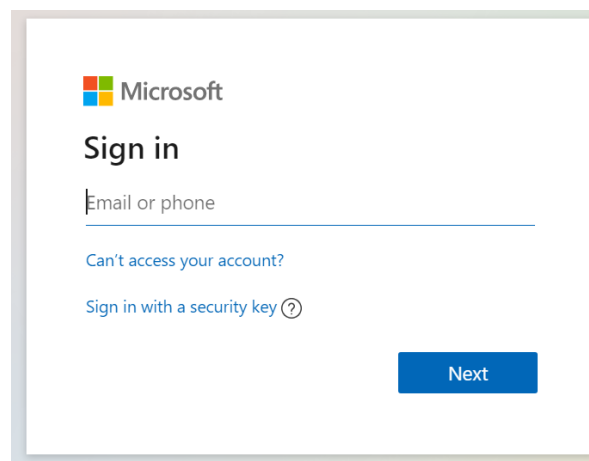 Microsoft
Sign in
Email or phone
Can't access your account?
Sign in with a security key ?
Next